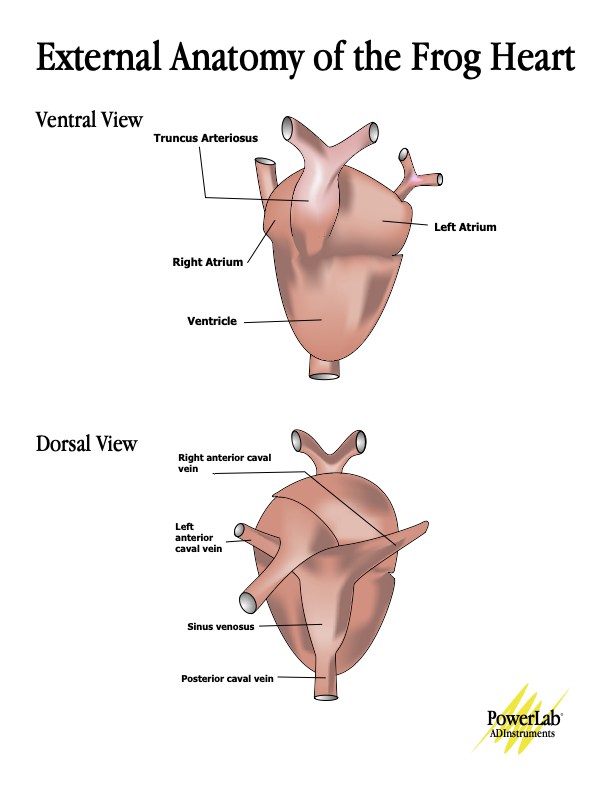 External Anatomy of the Frog Heart
Ventral View
Truncus Arteriosus
Left Atrium
Right Atrium
Ventricle
Dorsal View
Right anterior caval
vein
Left
anterior
caval vein
Sinus venosus
Posterior caval vein
PowerLab®
ADInstruments